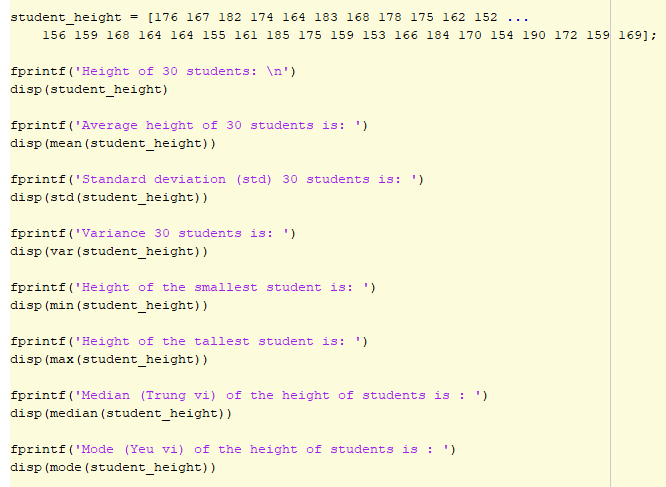 student_height = [176 167 182 174 164 183 168 178 175 162 152 ...
156 159 168 164 164 155 161 185 175 159 153 166 184 170 154 190 172 159 169];
fprintf('Height of 30 students: \n')
disp(student_height)
fprintf('Average height of 30 students is: ')
disp(mean(student_height))
fprintf('Standard deviation (std) 30 students is: ')
disp(std(student_height))
fprintf('Variance 30 students is: ')
disp(var(student_height))
fprintf('Height of the smallest student is: ')
disp(min(student_height))
fprintf('Height of the tallest student is: ')
disp(max(student_height))
fprintf('Median (Trung vi) of the height of students is : ')
disp(median(student_height))
fprintf('Mode (Yeu vi) of the height of students is : ')
disp(mode(student_height))